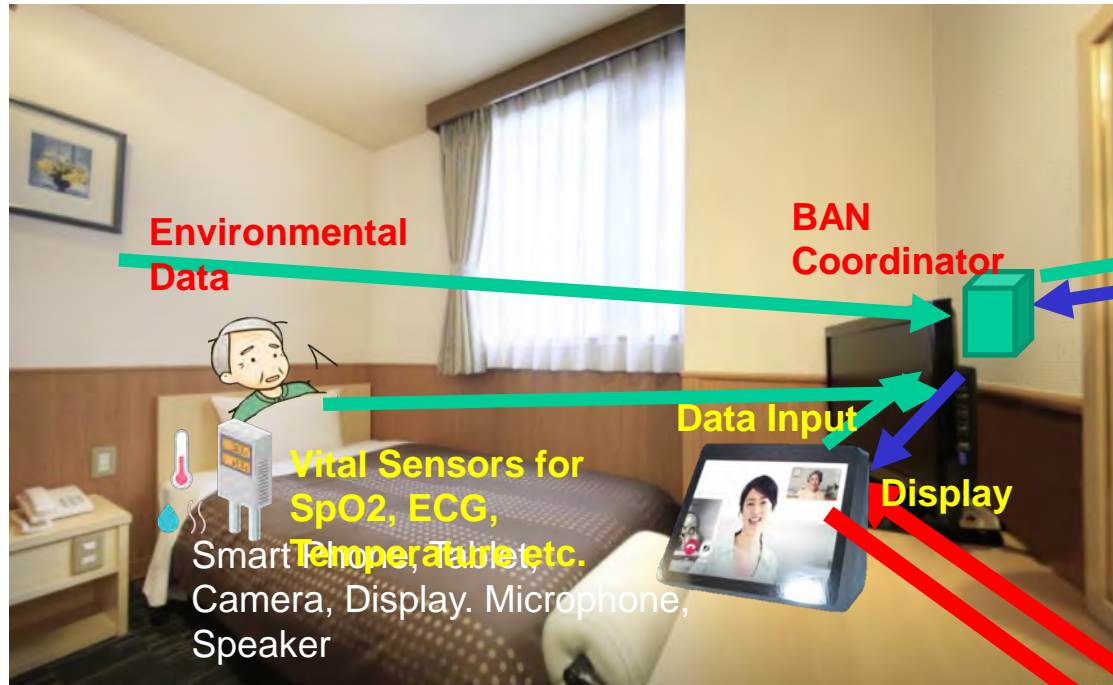 Environmental
Data
BAN
Coordinator
Data Input
Vital Sensors for
SpO2, ECG,
Temperature etc.
Display
Smart Phone, Tablet,
Camera, Display. Microphone,
Speaker